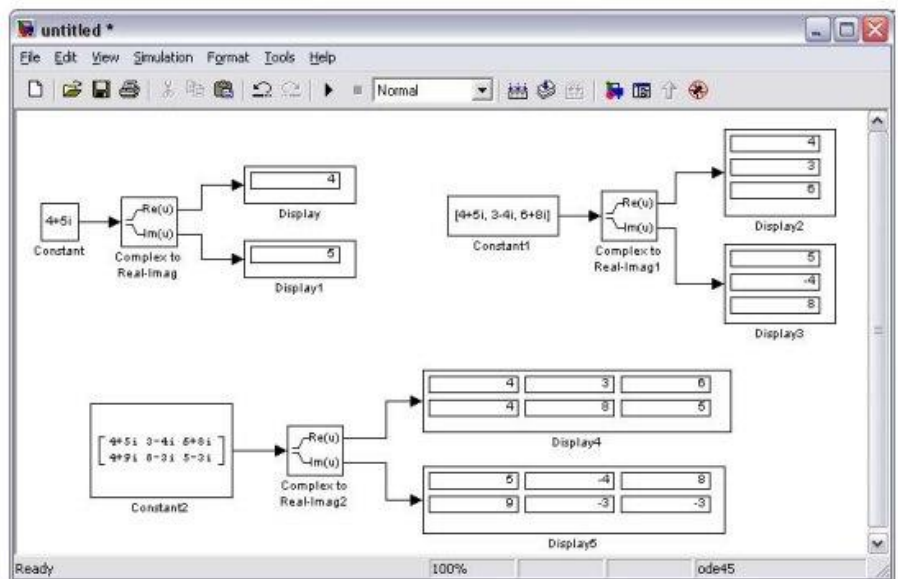 untitled *
File Edit View Simulation Format Tools Help
Normal
4+5i
Constant
Re(u)
Im(u)
Complex to
Real-Imag
4
Display
5
Display1
[4+5i, 3-4i, 6+8i]
Constant1
Re(u)
Im(u)
Complex to
Real-Imag1
4
3
6
Display2
5
-4
8
Display3
4+5i 3-4i 6+8i
4+9i 8-3i 5-3i
Constant2
Re(u)
Im(u)
Complex to
Real-Imag2
4 3 6
4 8 5
Display4
5 -4 8
9 -3 -3
Display5
Ready 100% ode45